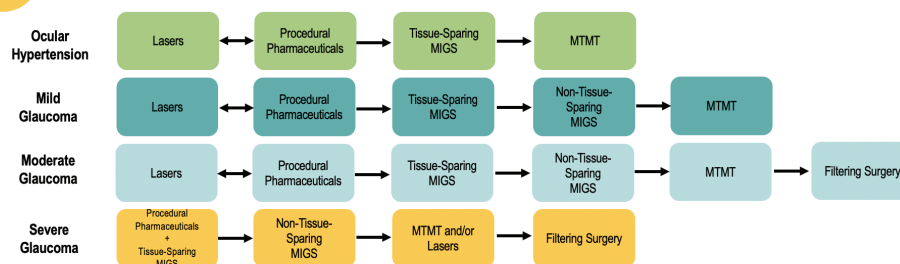 Ocular
Hypertension
Lasers
Procedural
Pharmaceuticals
Tissue-Sparing
MIGS
MTMT
Mild
Glaucoma
Lasers
Procedural
Pharmaceuticals
Tissue-Sparing
MIGS
Non-Tissue-
Sparing
MIGS
MTMT
Moderate
Glaucoma
Lasers
Procedural
Pharmaceuticals
Tissue-Sparing
MIGS
Non-Tissue-
Sparing
MIGS
MTMT
Filtering Surgery
Severe
Glaucoma
Procedural
Pharmaceuticals
+
Tissue-Sparing
MIGS
Non-Tissue-
Sparing
MIGS
MTMT and/or
Lasers
Filtering Surgery